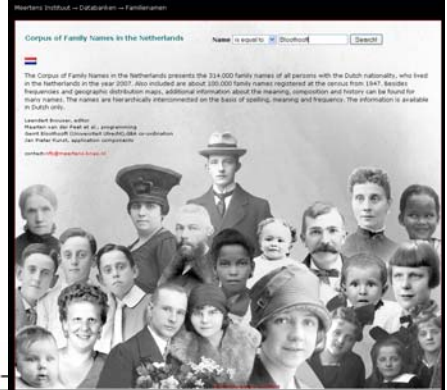 Meertens Instituut → Databanken → Familienamen
Corpus of Family Names in the Netherlands
Name is equal to Bloothooft Search!
The Corpus of Family Names in the Netherlands presents the 314.000 family names of all persons with the Dutch nationality, who lived
in the Netherlands in the year 2007. Also included are about 100.000 family names registered at the census from 1947. Besides
frequencies and geographic distribution maps, additional information about the meaning, composition and history can be found for
many names. The names are hierarchically interconnected on the basis of spelling, meaning and frequency. The information is available
in Dutch only.
Leendert Brouwer, editor
Maarten van der Peet et al., programming
Gerrit Bloothooft (Universiteit Utrecht), GBA co-ordination
Jan Pieter Kunst, application components
contact: info@meertens.knaw.nl